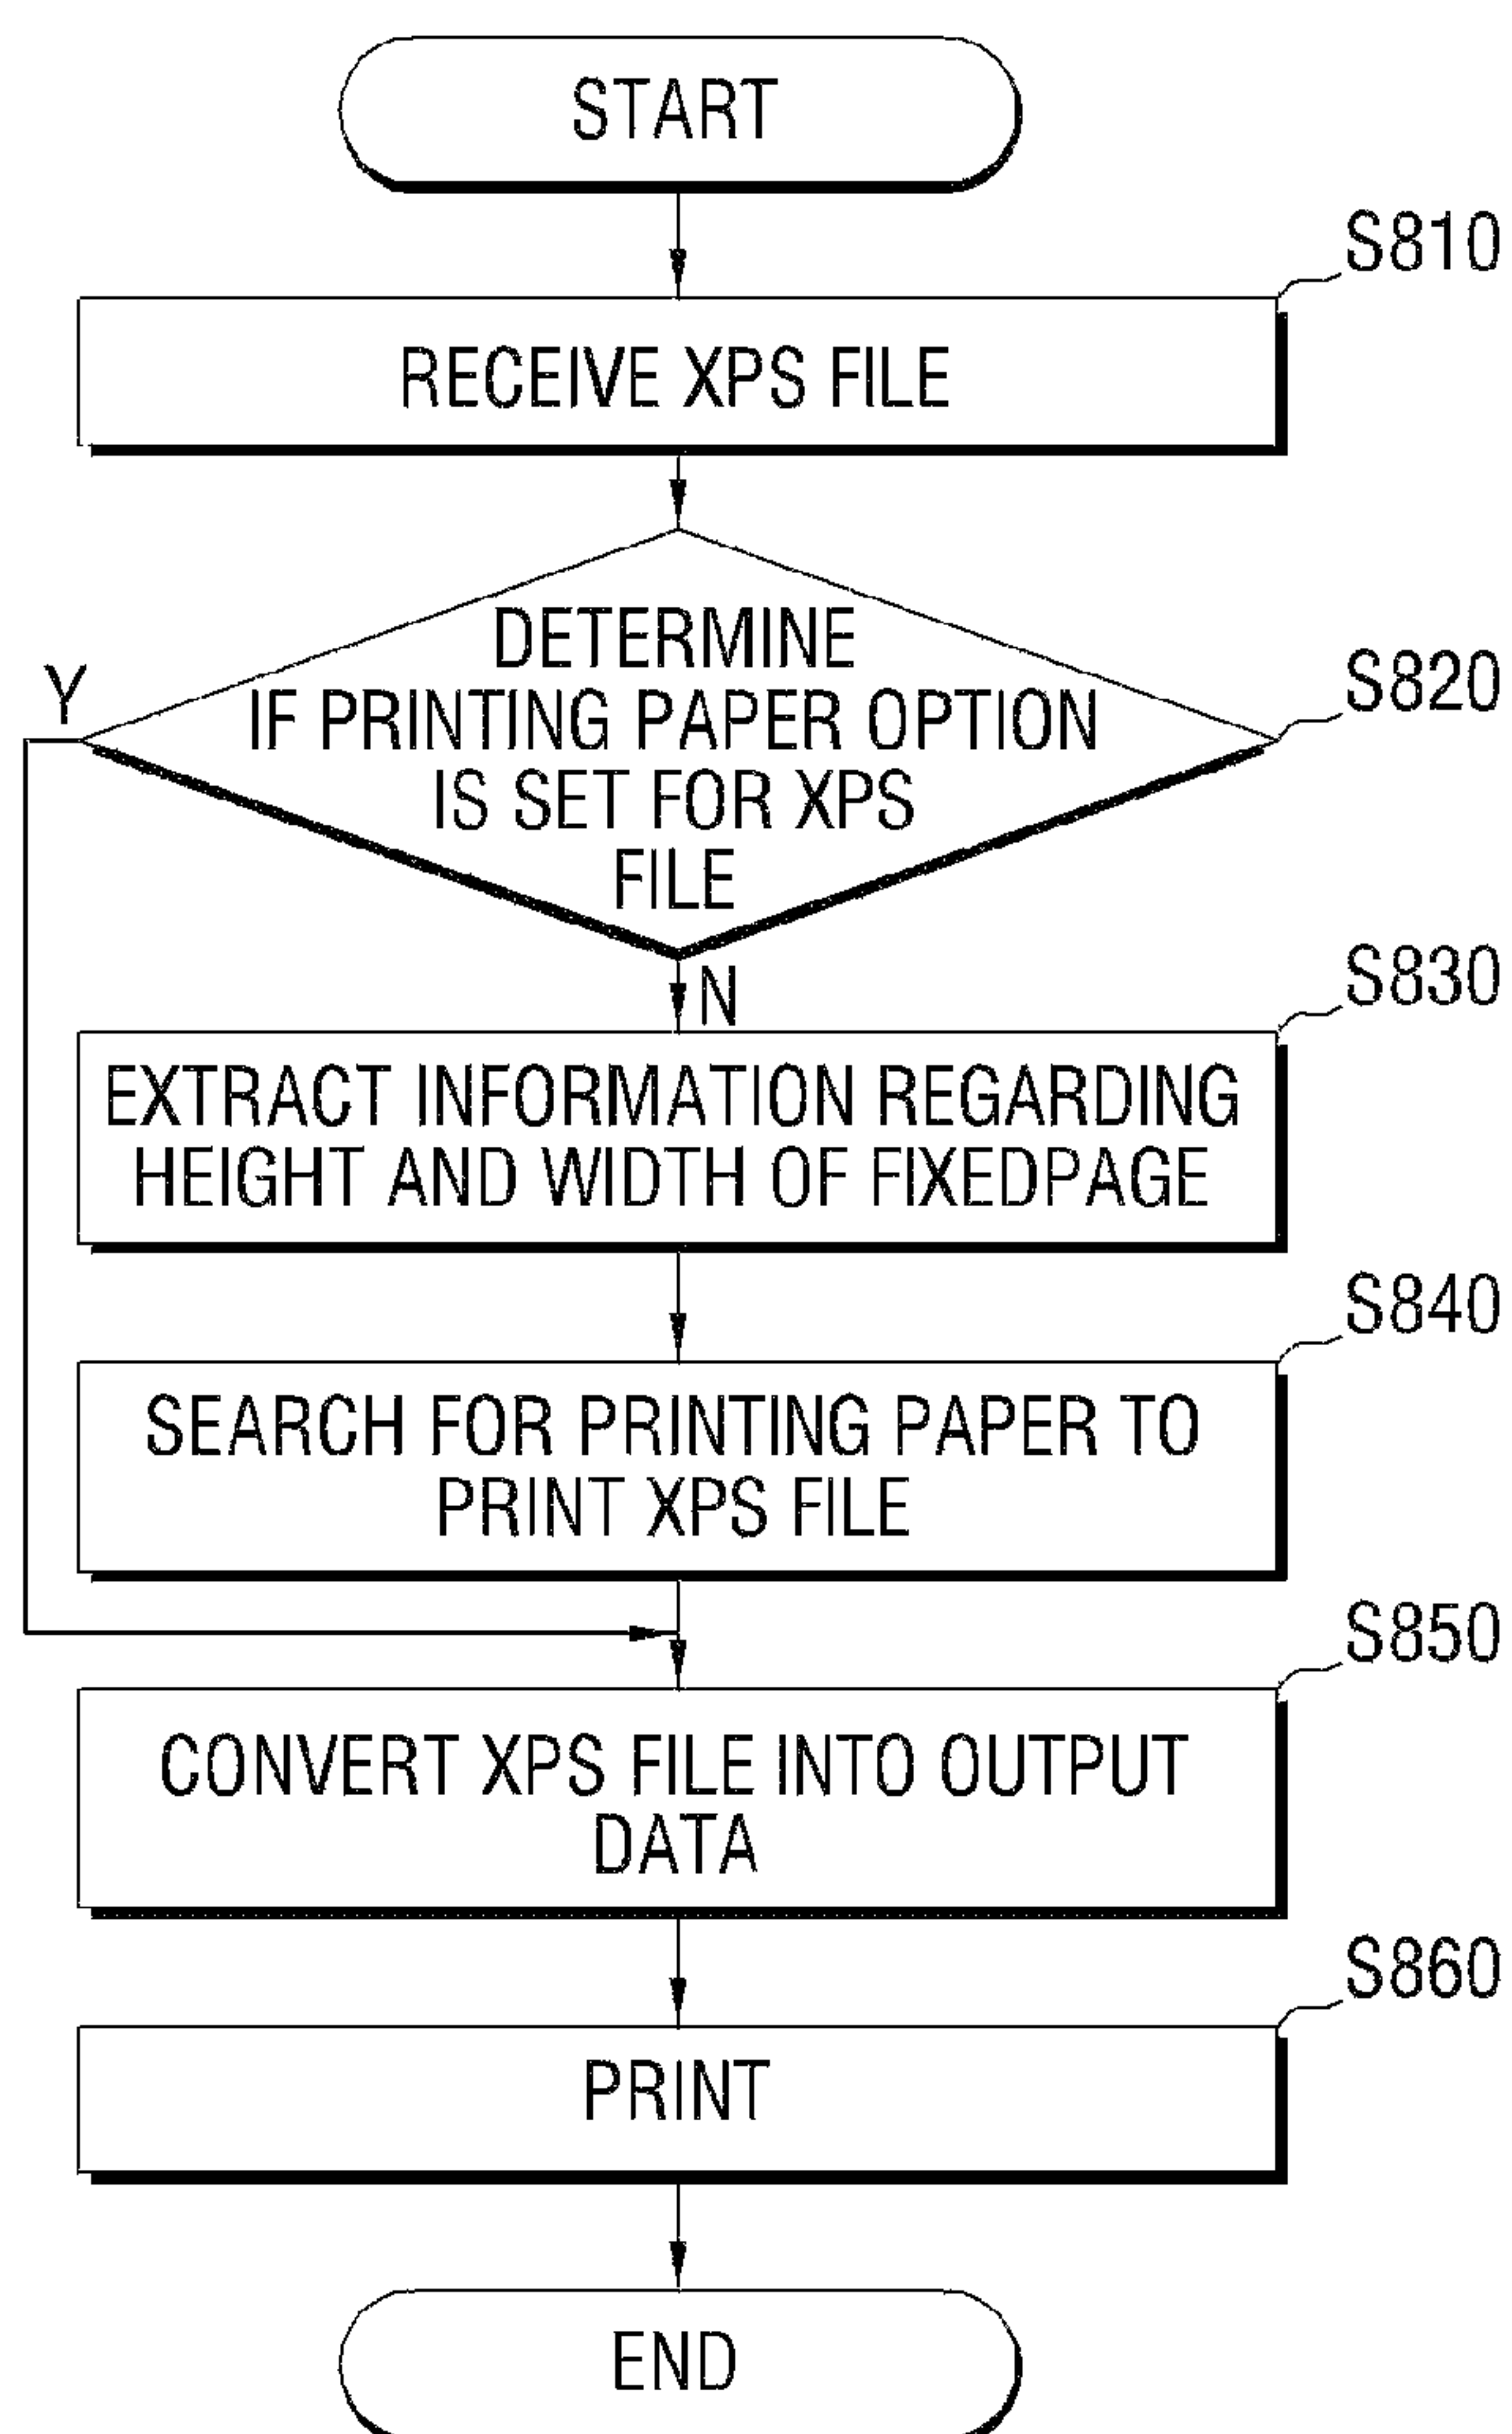 START
S810
RECEIVE XPS FILE
DETERMINE
IF PRINTING PAPER OPTION
IS SET FOR XPS
FILE
Y
S820
N
S830
EXTRACT INFORMATION REGARDING
HEIGHT AND WIDTH OF FIXEDPAGE
S840
SEARCH FOR PRINTING PAPER TO
PRINT XPS FILE
S850
CONVERT XPS FILE INTO OUTPUT
DATA
S860
PRINT
END